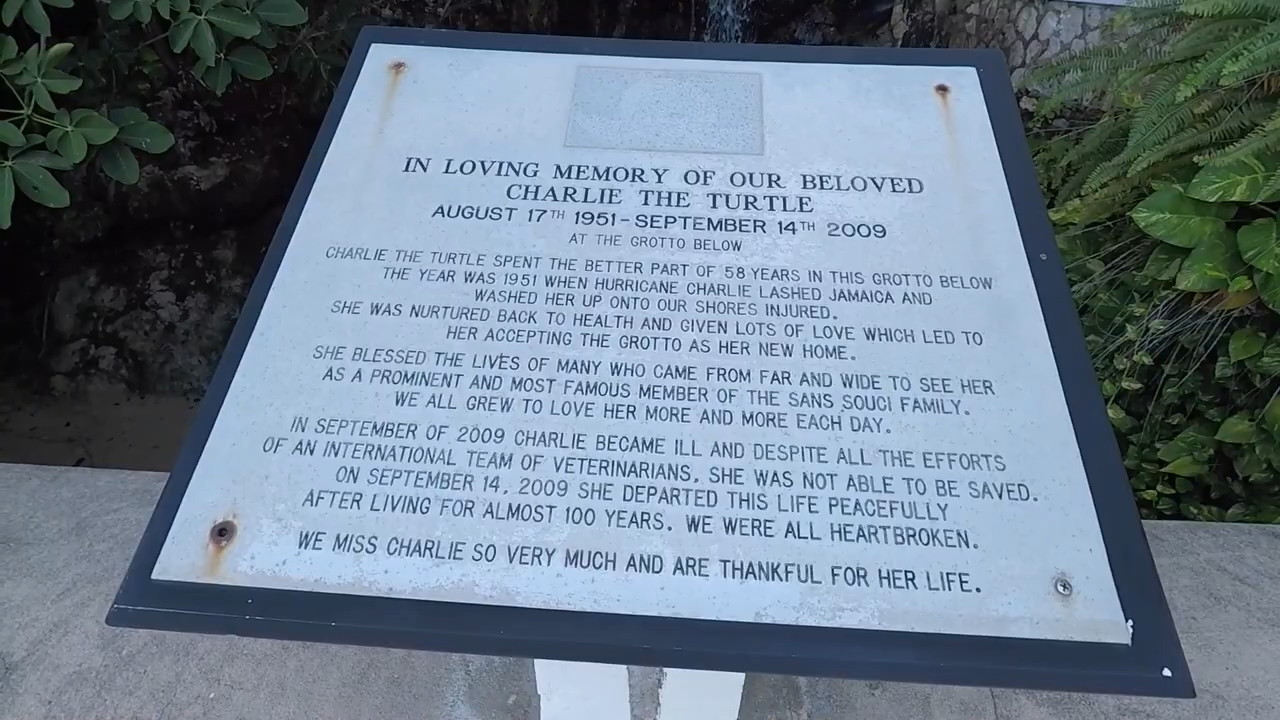 IN LOVING MEMORY OF OUR BELOVED
CHARLIE THE TURTLE
AUGUST 17TH 1951 - SEPTEMBER 14TH 2009
AT THE GROTTO BELOW
CHARLIE THE TURTLE SPENT THE BETTER PART OF 58 YEARS IN THIS GROTTO BELOW
THE YEAR WAS 1951 WHEN HURRICANE CHARLIE LASHED JAMAICA AND
WASHED HER UP ONTO OUR SHORES INJURED.
SHE WAS NURTURED BACK TO HEALTH AND GIVEN LOTS OF LOVE WHICH LED TO
HER ACCEPTING THE GROTTO AS HER NEW HOME.
SHE BLESSED THE LIVES OF MANY WHO CAME FROM FAR AND WIDE TO SEE HER
AS A PROMINENT AND MOST FAMOUS MEMBER OF THE SANS SOUCI FAMILY.
WE ALL GREW TO LOVE HER MORE AND MORE EACH DAY.
IN SEPTEMBER OF 2009 CHARLIE BECAME ILL AND DESPITE ALL THE EFFORTS
OF AN INTERNATIONAL TEAM OF VETERINARIANS, SHE WAS NOT ABLE TO BE SAVED.
ON SEPTEMBER 14, 2009 SHE DEPARTED THIS LIFE PEACEFULLY
AFTER LIVING FOR ALMOST 100 YEARS. WE WERE ALL HEARTBROKEN.
WE MISS CHARLIE SO VERY MUCH AND ARE THANKFUL FOR HER LIFE.